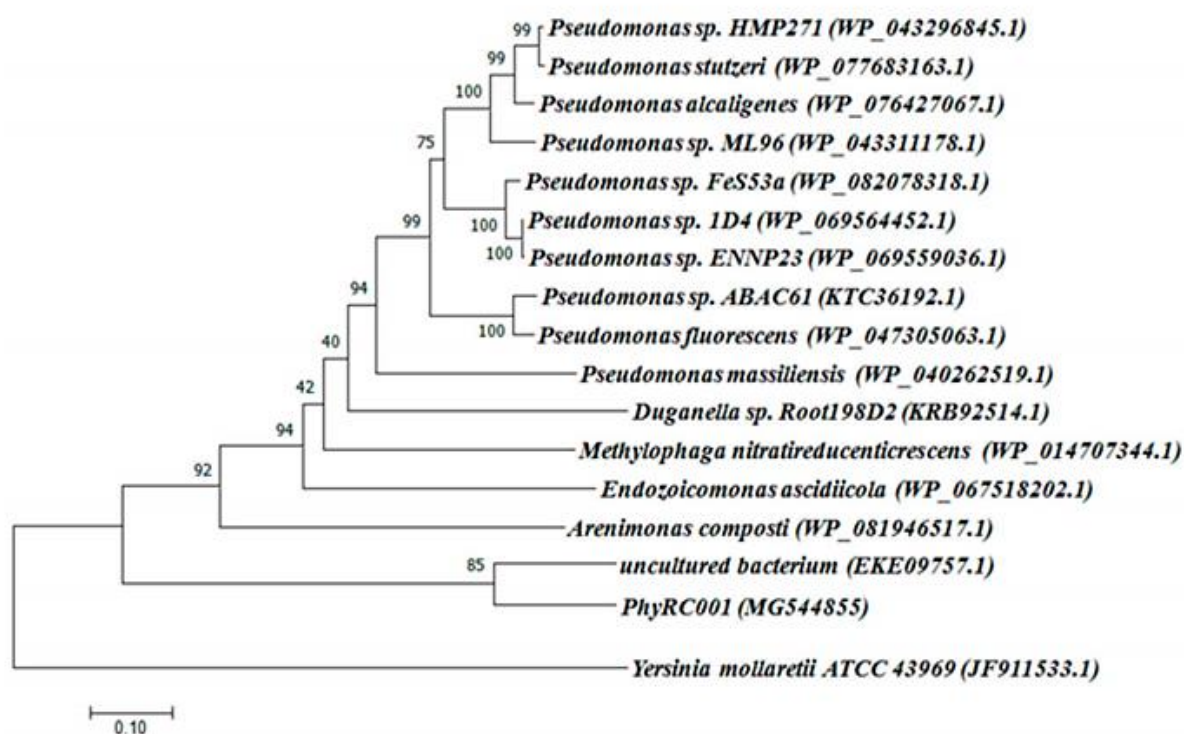 99 Pseudomonas sp. HMP271 (WP_043296845.1)
99 Pseudomonas stutzeri (WP_077683163.1)
100 Pseudomonas alcaligenes (WP_076427067.1)
75 Pseudomonas sp. ML96 (WP_043311178.1)
Pseudomonas sp. FeS53a (WP_082078318.1)
99 100 Pseudomonas sp. 1D4 (WP_069564452.1)
100 Pseudomonas sp. ENNP23 (WP_069559036.1)
94 Pseudomonas sp. ABAC61 (KTC36192.1)
40 100 Pseudomonas fluorescens (WP_047305063.1)
42 Pseudomonas massiliensis (WP_040262519.1)
Duganella sp. Root198D2 (KRB92514.1)
94 Methylophaga nitratireducenticrescens (WP_014707344.1)
92 Endozoicomonas ascidiicola (WP_067518202.1)
Arenimonas composti (WP_081946517.1)
85 uncultured bacterium (EKE09757.1)
PhyRC001 (MG544855)
Yersinia mollaretii ATCC 43969 (JF911533.1)
0.10